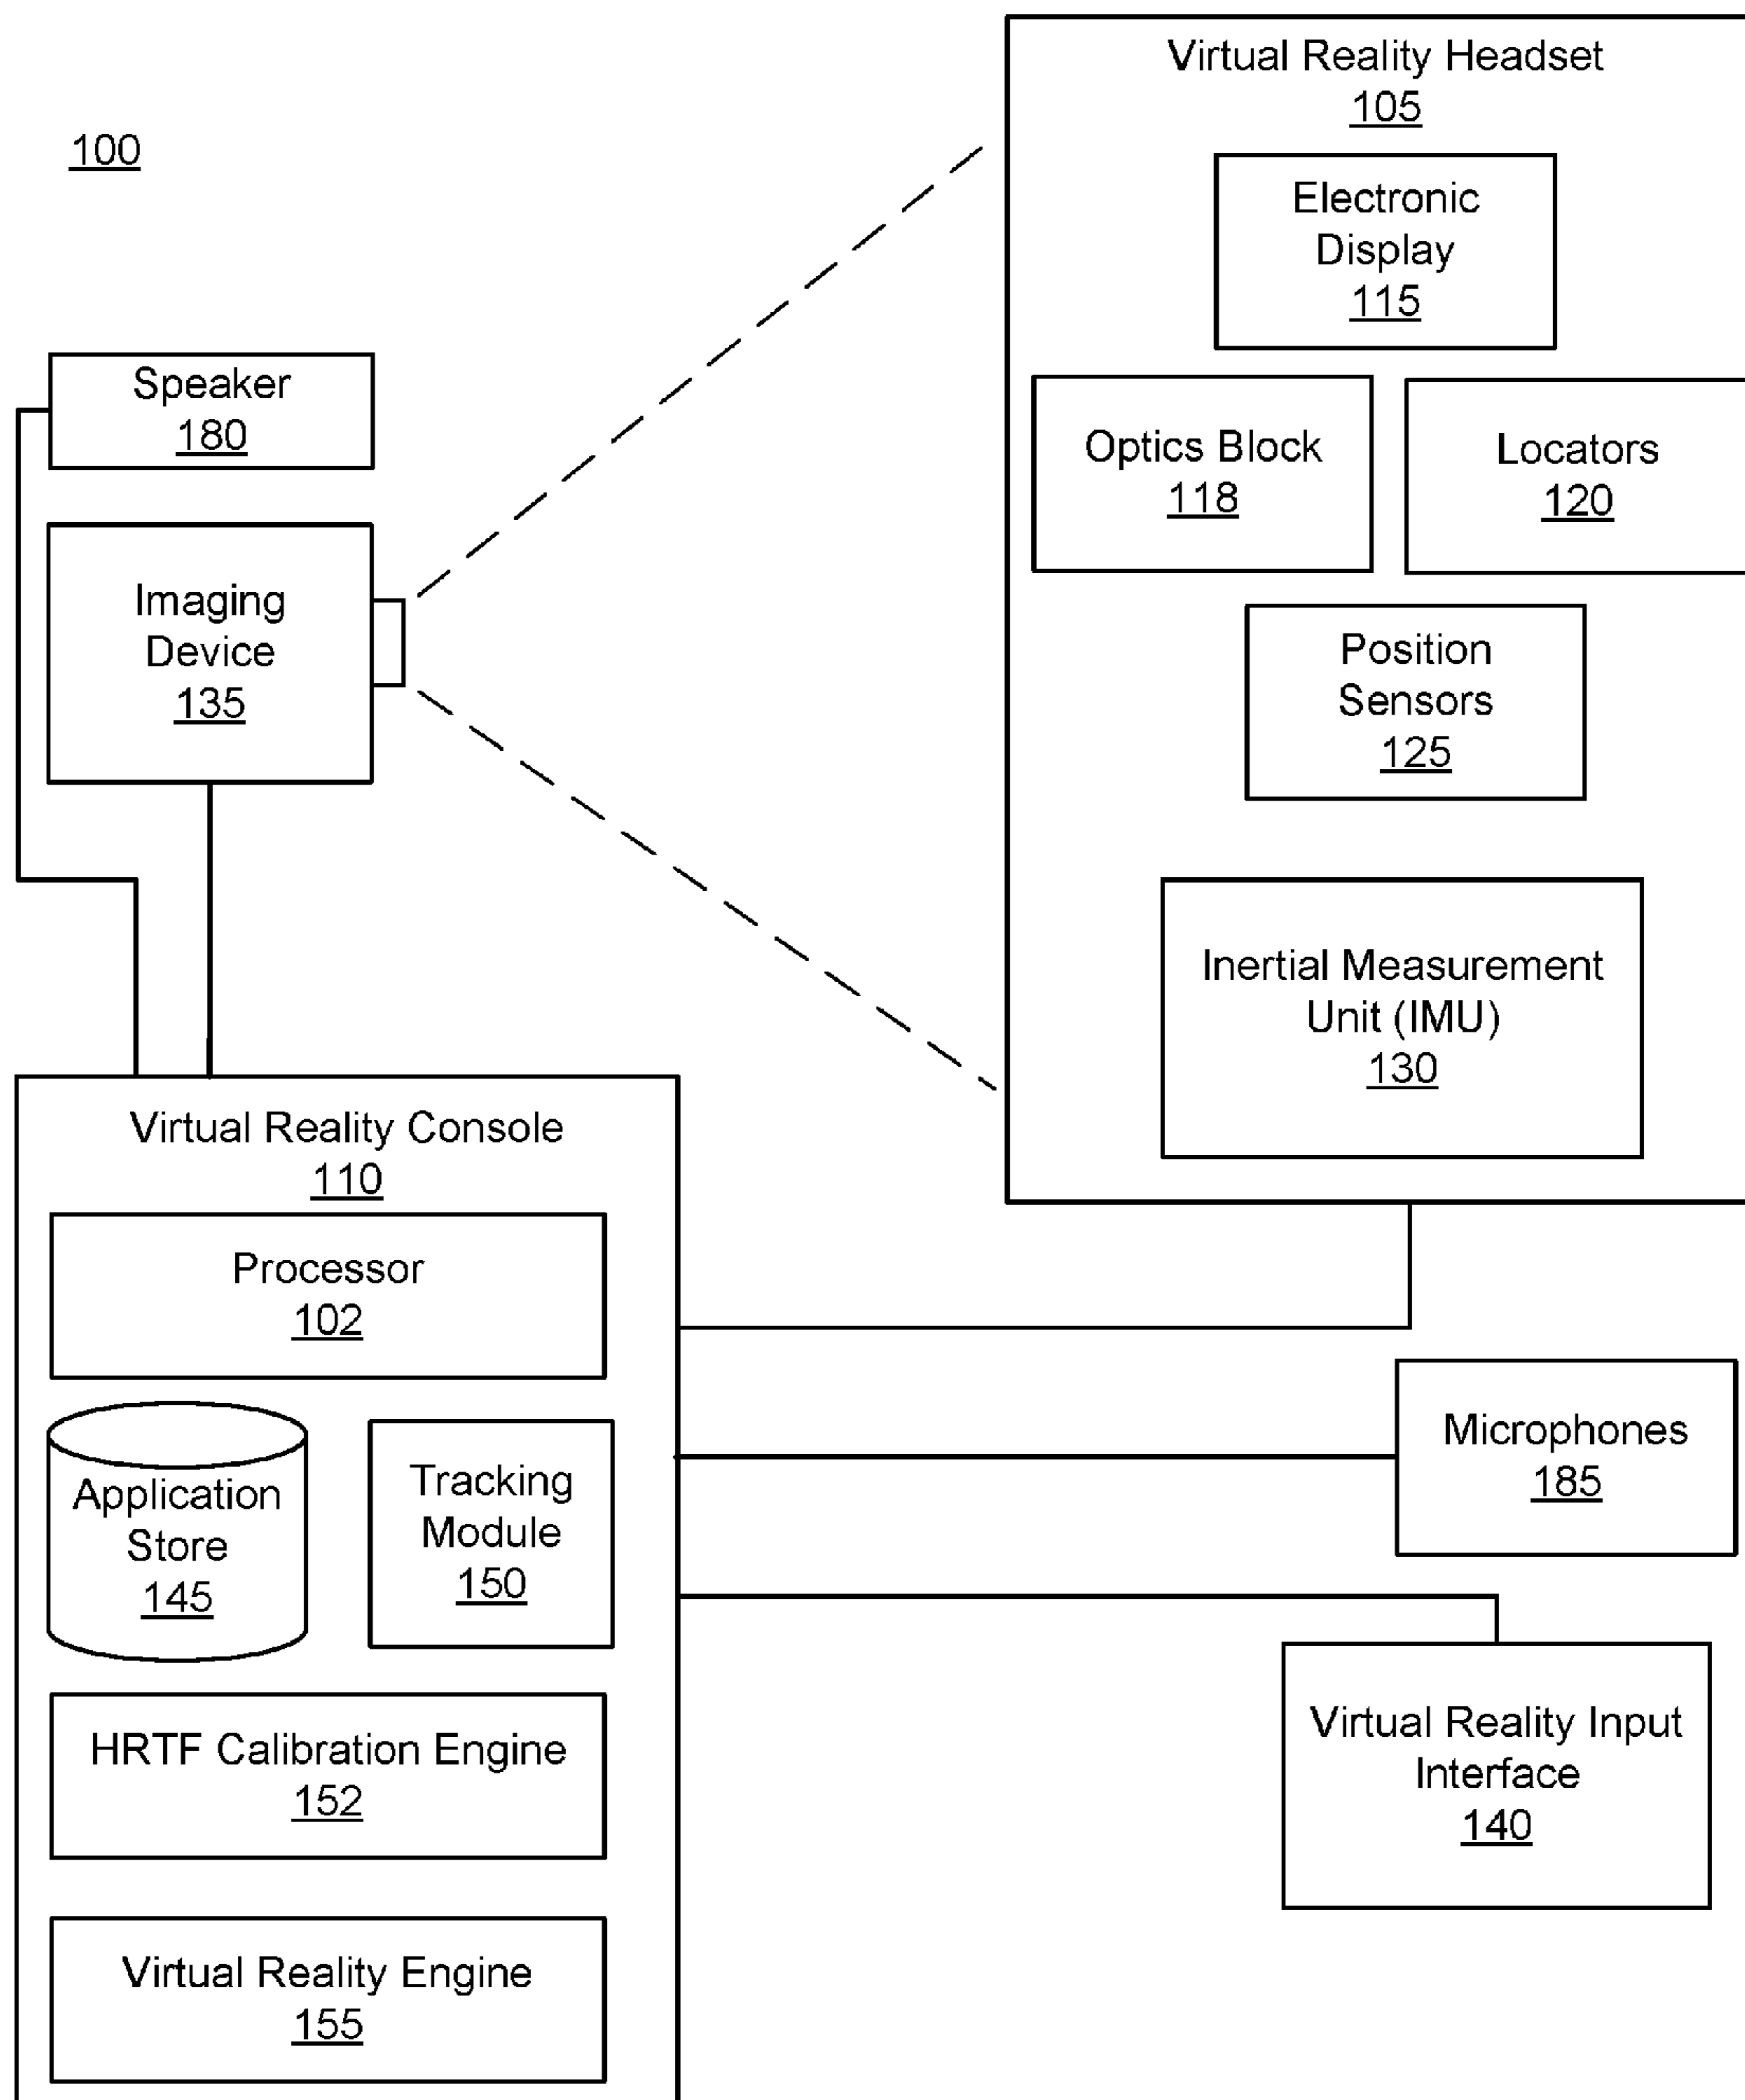 100
Virtual Reality Headset
105
Electronic
Display
115
Optics Block
118
Locators
120
Position
Sensors
125
Inertial Measurement
Unit (IMU)
130
Speaker
180
Imaging
Device
135
Virtual Reality Console
110
Processor
102
Application
Store
145
Tracking
Module
150
HRTF Calibration Engine
152
Virtual Reality Engine
155
Microphones
185
Virtual Reality Input
Interface
140